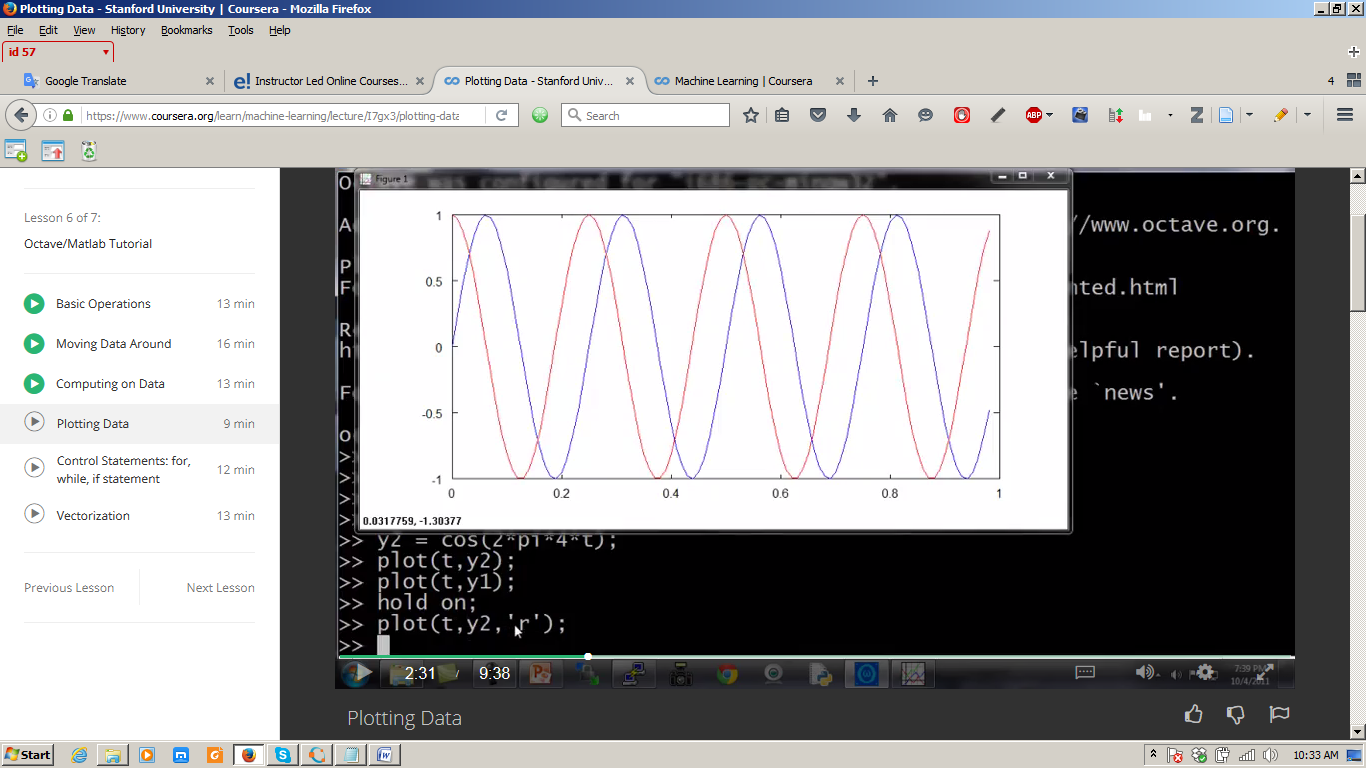 Plotting Data - Stanford University | Coursera - Mozilla Firefox
File Edit View History Bookmarks Tools Help
id 57
Google Translate
e! Instructor Led Online Courses...
Plotting Data - Stanford Univ...
Machine Learning | Coursera
4
https://www.coursera.org/learn/machine-learning/lecture/I7gx3/plotting-data
Search
ABP
Z
Lesson 6 of 7:
Octave/Matlab Tutorial
Basic Operations 13 min
Moving Data Around 16 min
Computing on Data 13 min
Plotting Data 9 min
Control Statements: for, 12 min
while, if statement
Vectorization 13 min
Previous Lesson Next Lesson
Figure 1
//www.octave.org.
nted.html
elpful report).
`news'.
1
0.5
0
-0.5
-1
0 0.2 0.4 0.6 0.8 1
0.0317759, -1.30377
>> y2 = cos(2*pi*4*t);
>> plot(t,y2);
>> plot(t,y1);
>> hold on;
>> plot(t,y2,'r');
>>
2:31 / 9:38
7:39 PM
10/4/2011
Plotting Data
Start
10:33 AM